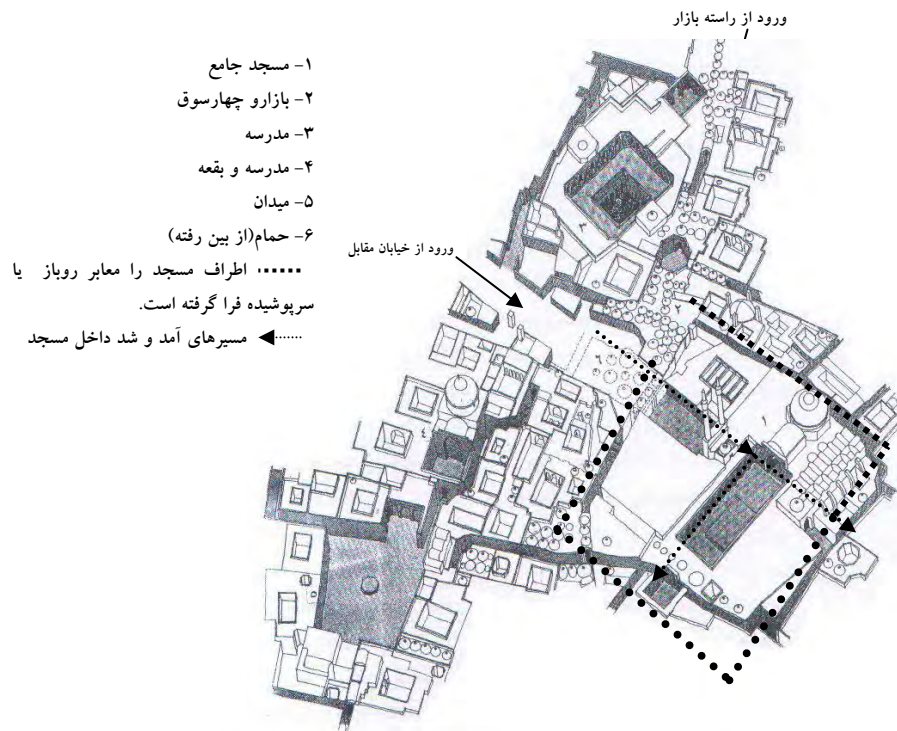 ورود از راسته بازار
۱- مسجد جامع
۲- بازارو چهارسوق
۳- مدرسه
۴- مدرسه و بقعه
۵- میدان
۶- حمام(از بین رفته)
اطراف مسجد را معابر روباز یا
سرپوشیده فرا گرفته است.
مسیرهای آمد و شد داخل مسجد
ورود از خیابان مقابل
۳
۲
۶
۱
۴